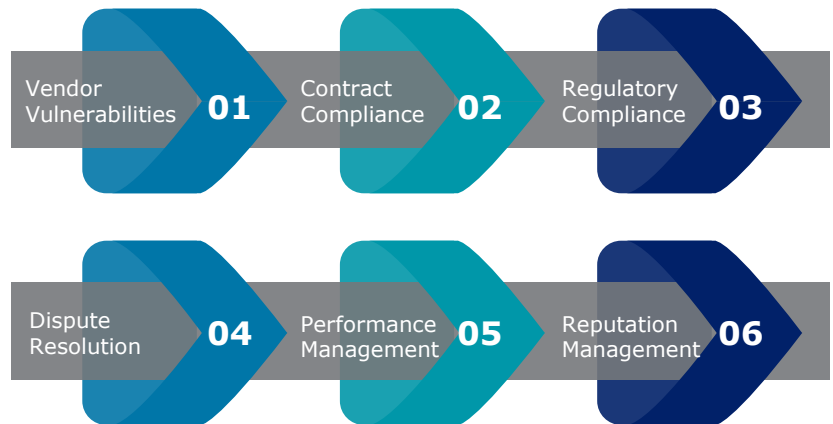 Vendor
Vulnerabilities
01
Contract
Compliance
02
Regulatory
Compliance
03
Dispute
Resolution
04
Performance
Management
05
Reputation
Management
06